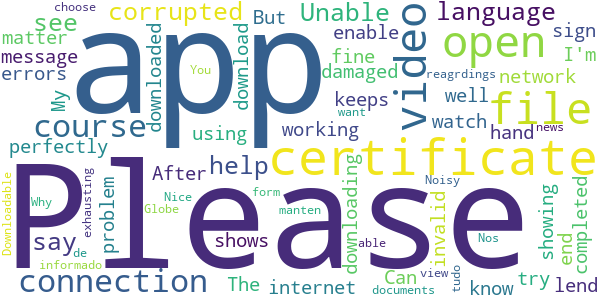 corrupted
Unable
language
see
But
enable
sign
matter
fine
open
I'm
message
app
You
damaged
video
reagrdings
network
errors
My
downloaded
download
keeps
well
file
choose
course
using
want
working
watch
hand
news
perfectly
After
help
certificate
Downloadable
Why
exhausting
problem
Nice
form
downloading
Noisy
invalid
showing
completed
Please
Globe
manten
able
say
de
shows
Nos
view
tudo
end
informado
connection
The
internet
documents
Can
know
try
lend